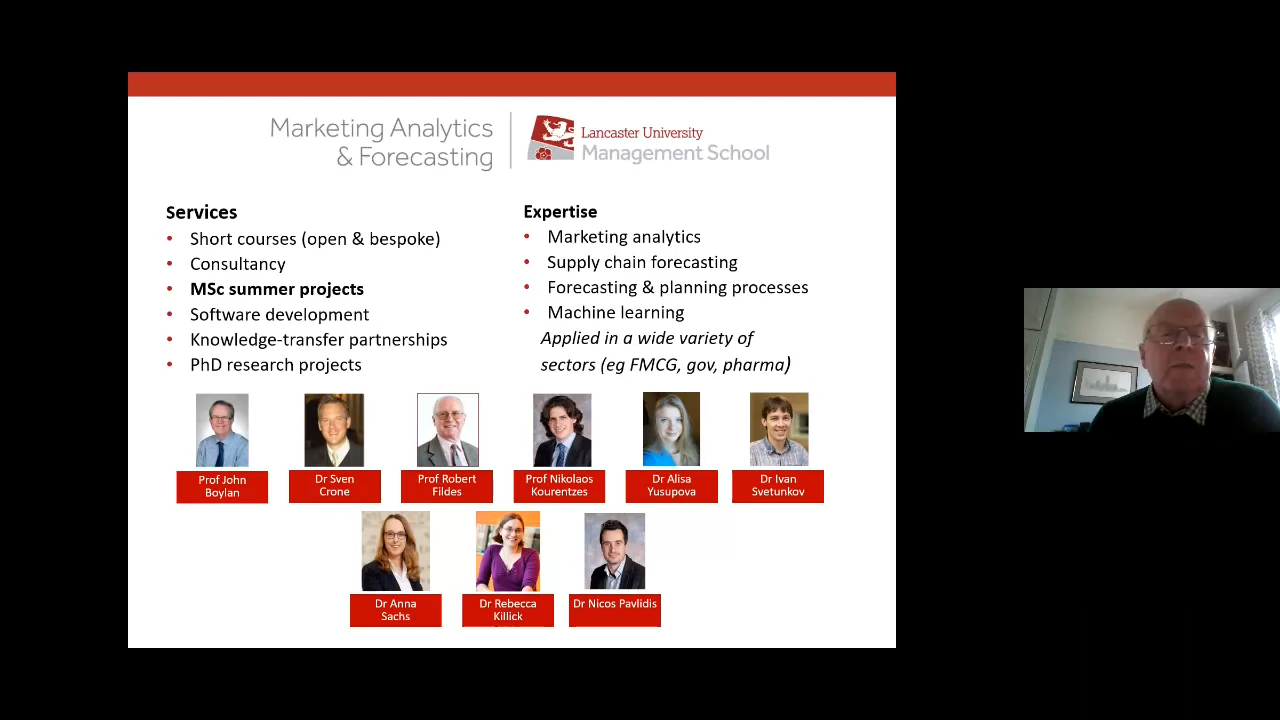 Marketing Analytics
& Forecasting
Lancaster University
Management School
Services
• Short courses (open & bespoke)
• Consultancy
• MSc summer projects
• Software development
• Knowledge-transfer partnerships
• PhD research projects
Expertise
• Marketing analytics
• Supply chain forecasting
• Forecasting & planning processes
• Machine learning
Applied in a wide variety of
sectors (eg FMCG, gov, pharma)
Prof John
Boylan
Dr Sven
Crone
Prof Robert
Fildes
Prof Nikolaos
Kourentzes
Dr Alisa
Yusupova
Dr Ivan
Svetunkov
Dr Anna
Sachs
Dr Rebecca
Killick
Dr Nicos Pavlidis